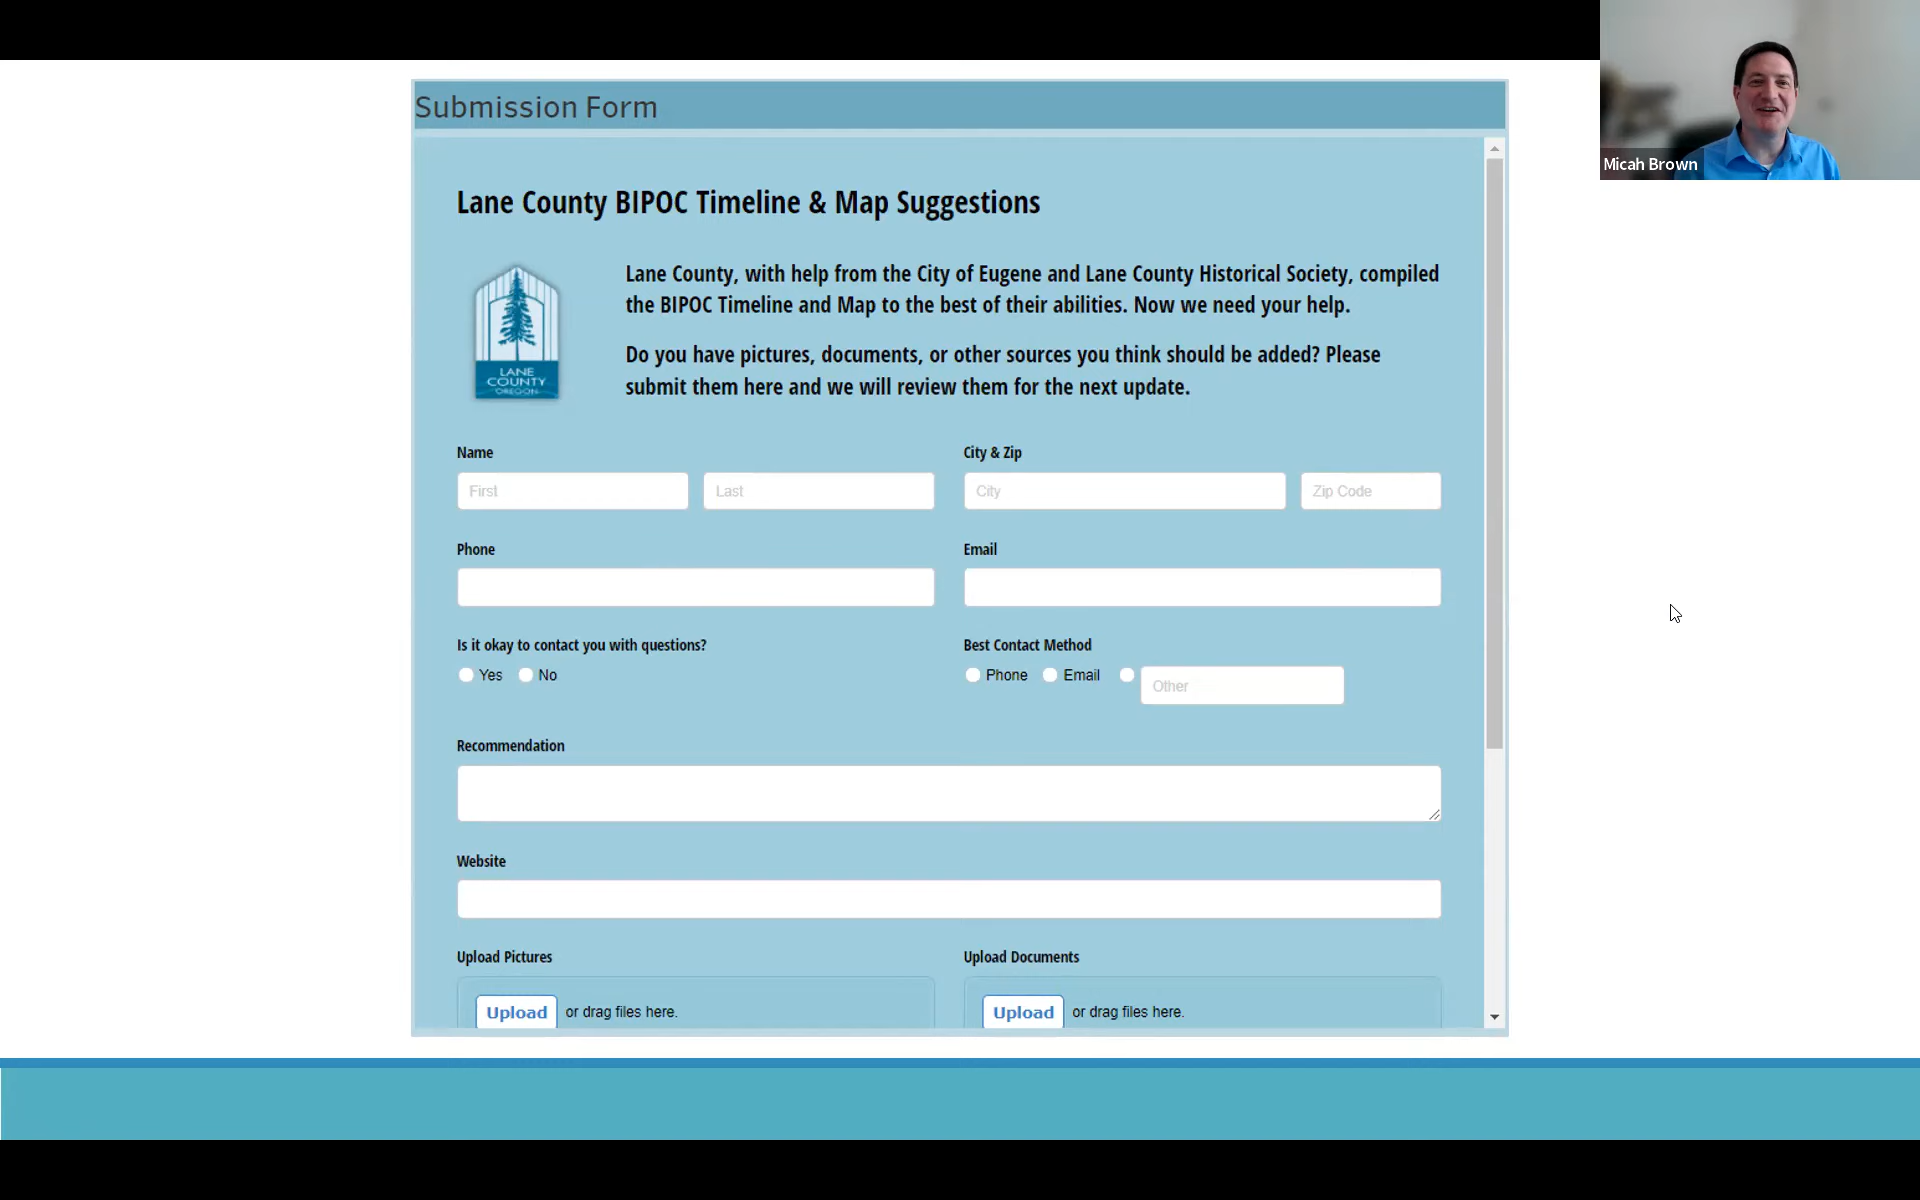 Submission Form
Micah Brown
Lane County BIPOC Timeline & Map Suggestions
Lane County, with help from the City of Eugene and Lane County Historical Society, compiled
the BIPOC Timeline and Map to the best of their abilities. Now we need your help.
Do you have pictures, documents, or other sources you think should be added? Please
submit them here and we will review them for the next update.
LANE
COUNTY
OREGON
Name
City & Zip
First
Last
City
Zip Code
Phone
Email
Is it okay to contact you with questions?
Best Contact Method
Yes
No
Phone
Email
Other
Recommendation
Website
Upload Pictures
Upload Documents
Upload or drag files here.
Upload or drag files here.